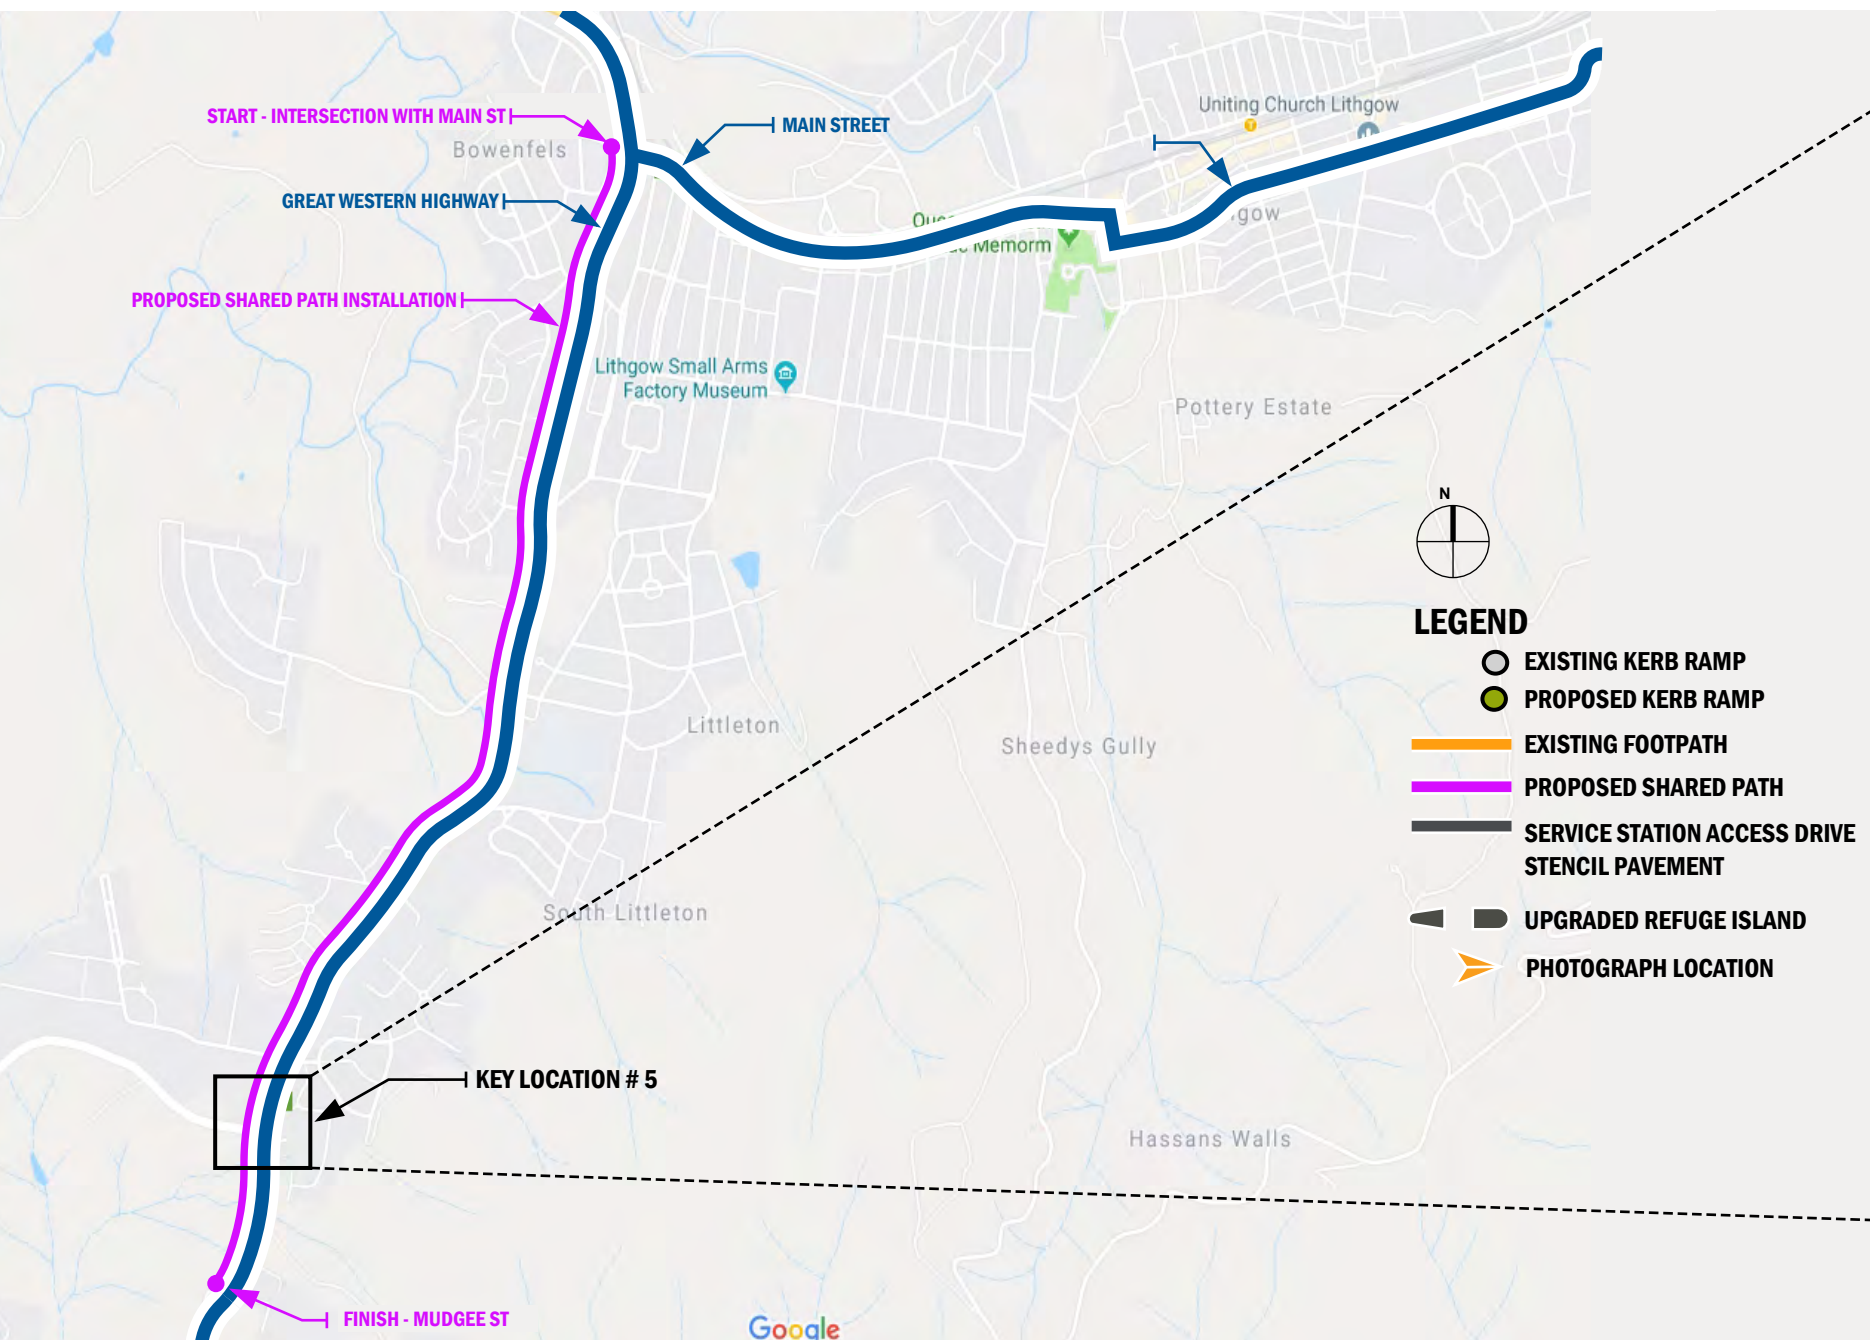 START - INTERSECTION WITH MAIN ST
MAIN STREET
Uniting Church Lithgow
Bowenfels
GREAT WESTERN HIGHWAY
gow
Memorm
PROPOSED SHARED PATH INSTALLATION
Lithgow Small Arms
Factory Museum
Pottery Estate
N
LEGEND
EXISTING KERB RAMP
PROPOSED KERB RAMP
EXISTING FOOTPATH
PROPOSED SHARED PATH
SERVICE STATION ACCESS DRIVE
STENCIL PAVEMENT
UPGRADED REFUGE ISLAND
PHOTOGRAPH LOCATION
Littleton
Sheedys Gully
South Littleton
KEY LOCATION # 5
Hassans Walls
FINISH - MUDGEE ST
Google